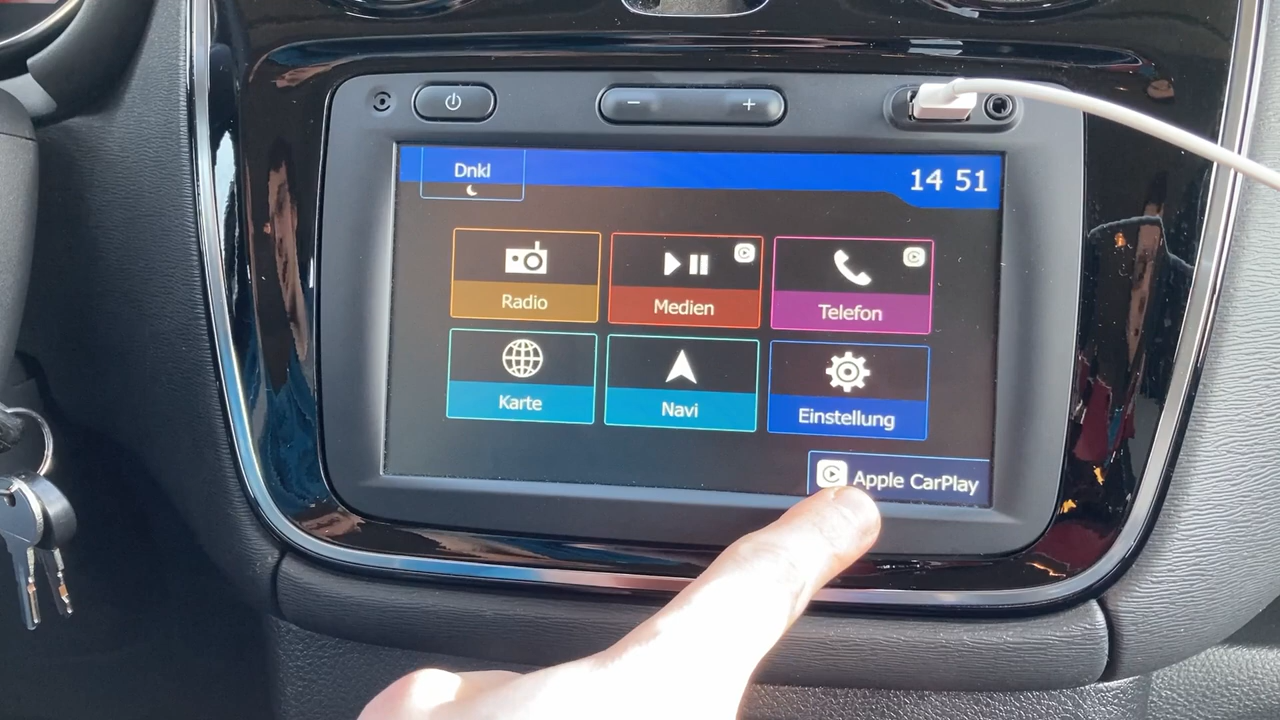 Dnkl
14 51
Radio
Medien
Telefon
Karte
Navi
Einstellung
Apple CarPlay